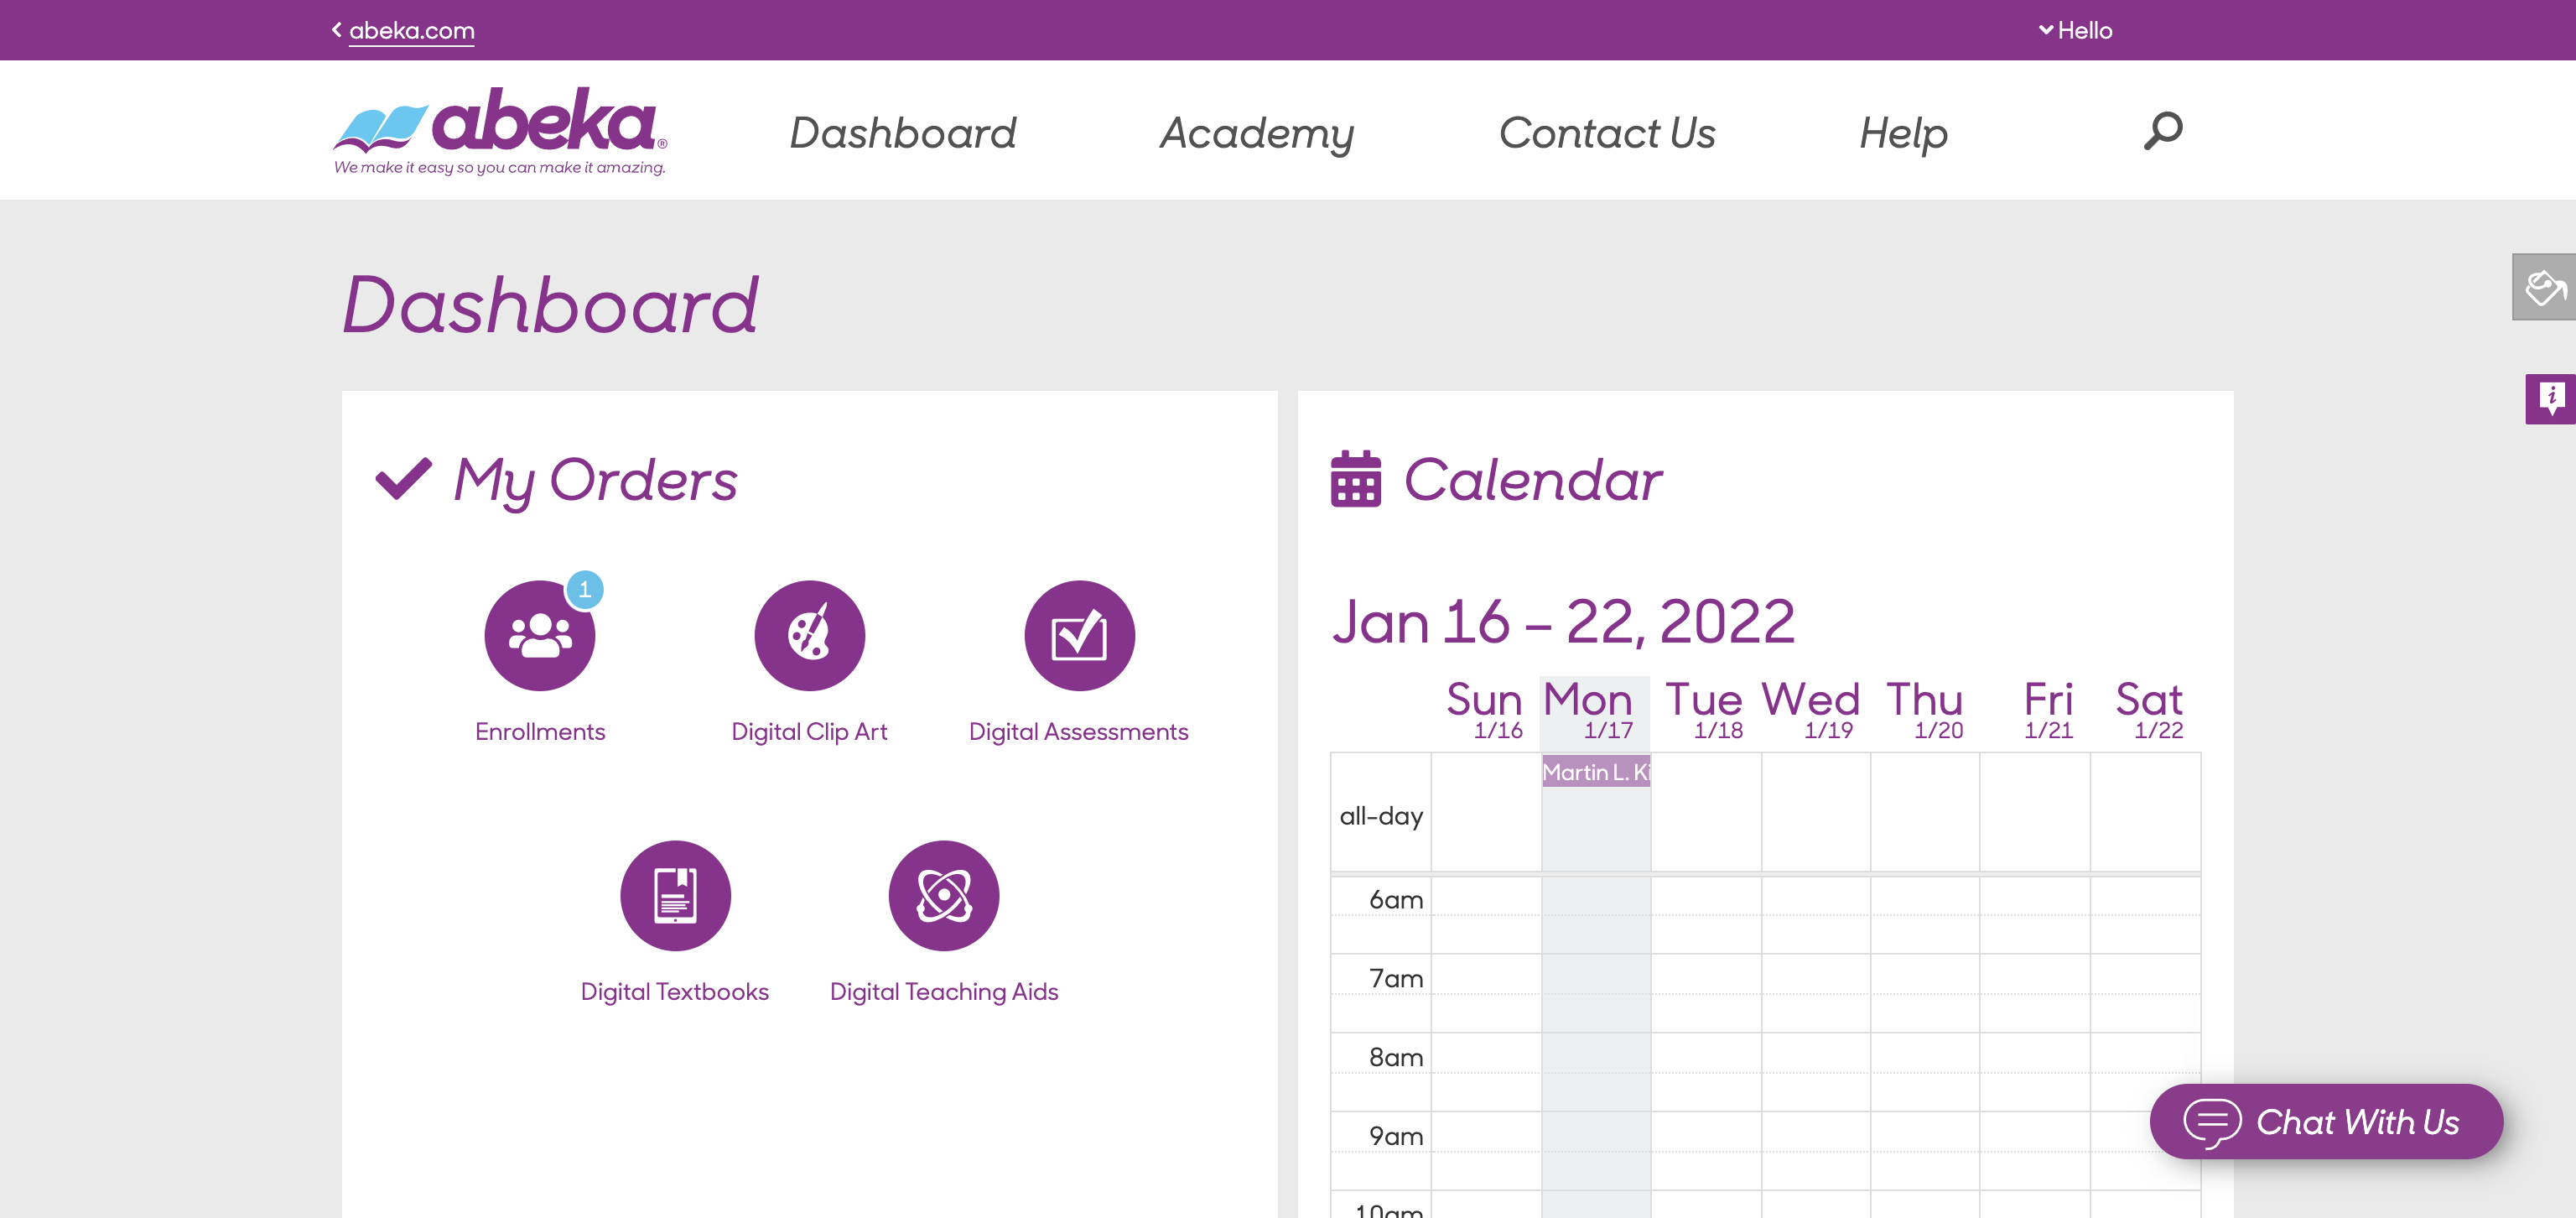 abeka.com
Hello
abeka®
We make it easy so you can make it amazing.
Dashboard
Academy
Contact Us
Help
Dashboard
My Orders
1
Enrollments
Digital Clip Art
Digital Assessments
Digital Textbooks
Digital Teaching Aids
Calendar
Jan 16 – 22, 2022
Sun Mon Tue Wed Thu Fri Sat
1/16 1/17 1/18 1/19 1/20 1/21 1/22
Martin L. Ki
all-day
6am
7am
8am
9am
10am
Chat With Us